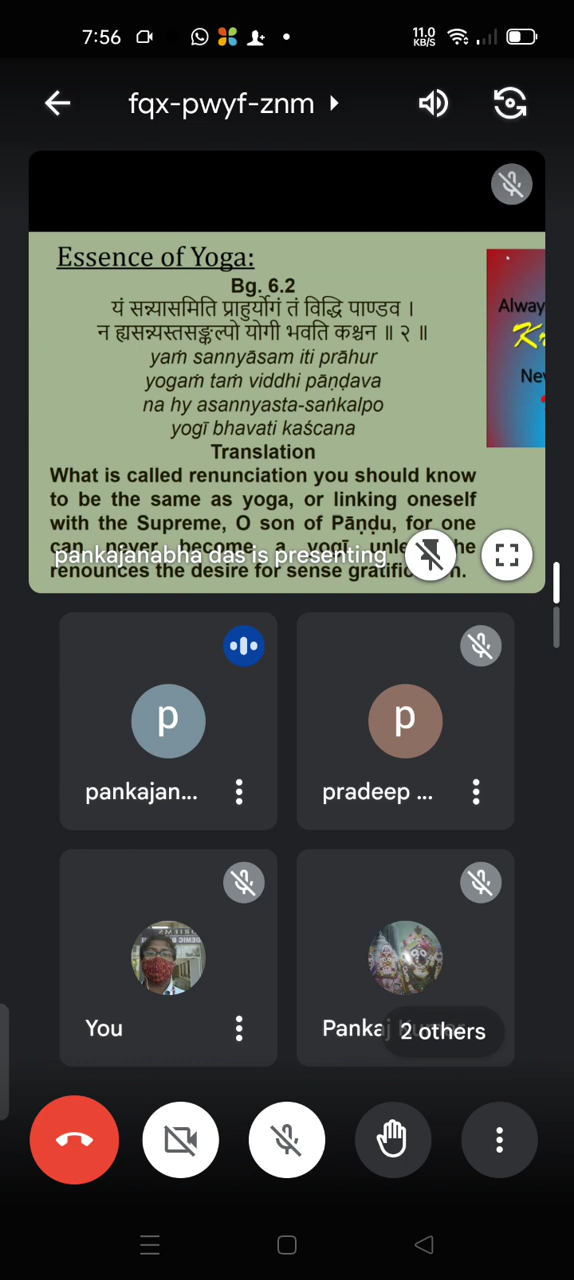 7:56
11.0
KB/S
fqx-pwyf-znm
Essence of Yoga:
Bg. 6.2
यं सन्न्यासमिति प्राहुर्योगं तं विद्धि पाण्डव ।
न ह्यसन्न्यस्तसङ्कल्पो योगी भवति कश्चन ॥ २ ॥
yaṁ sannyāsam iti prāhur
yogaṁ taṁ viddhi pāṇḍava
na hy asannyasta-saṅkalpo
yogī bhavati kaścana
Translation
What is called renunciation you should know
to be the same as yoga, or linking oneself
with the Supreme, O son of Pāṇḍu, for one
can never become a yogī
renounces the desire for sense
pankajanabha das is presenting
Alway
Ne
p
pankajan...
p
pradeep ...
You
Pankaj
2 others